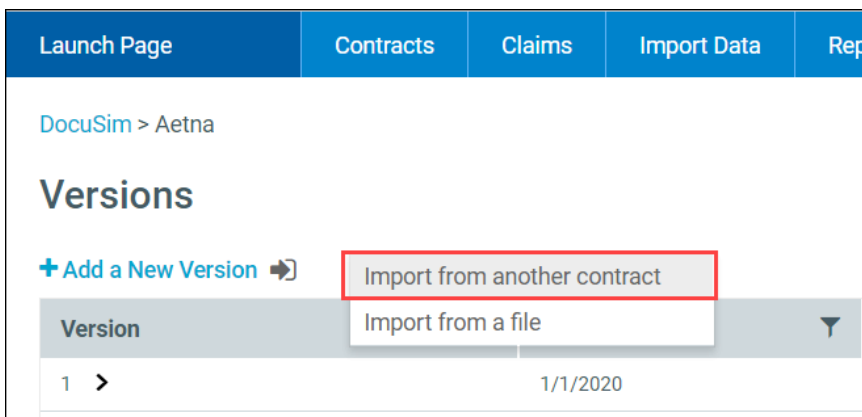 Launch Page Contracts Claims Import Data Rep
DocuSim > Aetna
Versions
+ Add a New Version
Import from another contract
Import from a file
Version
1 > 1/1/2020